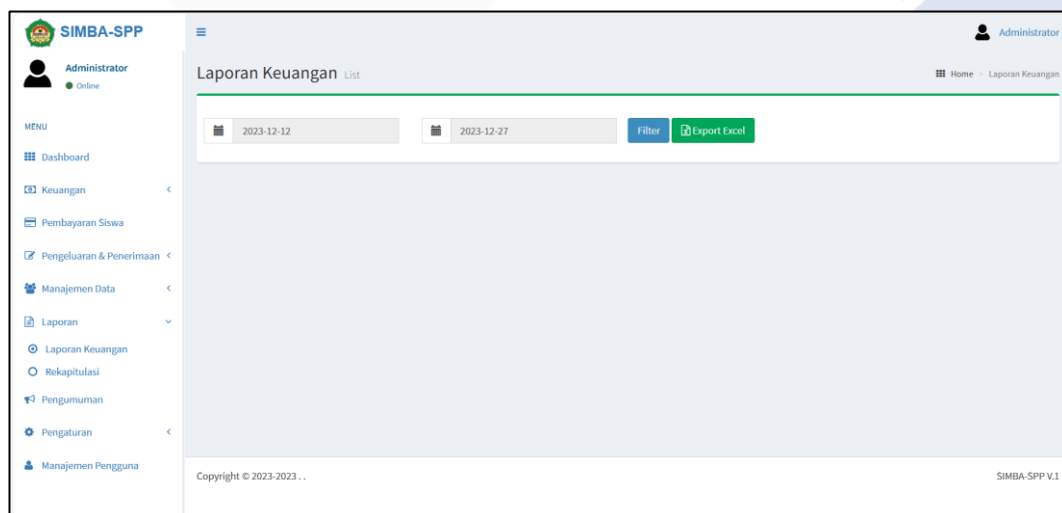 SIMBA-SPP
Administrator
Administrator
Online
Laporan Keuangan List
Home > Laporan Keuangan
MENU
2023-12-12
2023-12-27
Filter
Export Excel
Dashboard
Keuangan
Pembayaran Siswa
Pengeluaran & Penerimaan
Manajemen Data
Laporan
Laporan Keuangan
Rekapitulasi
Pengumuman
Pengaturan
Manajemen Pengguna
Copyright © 2023-2023 . .
SIMBA-SPP V.1